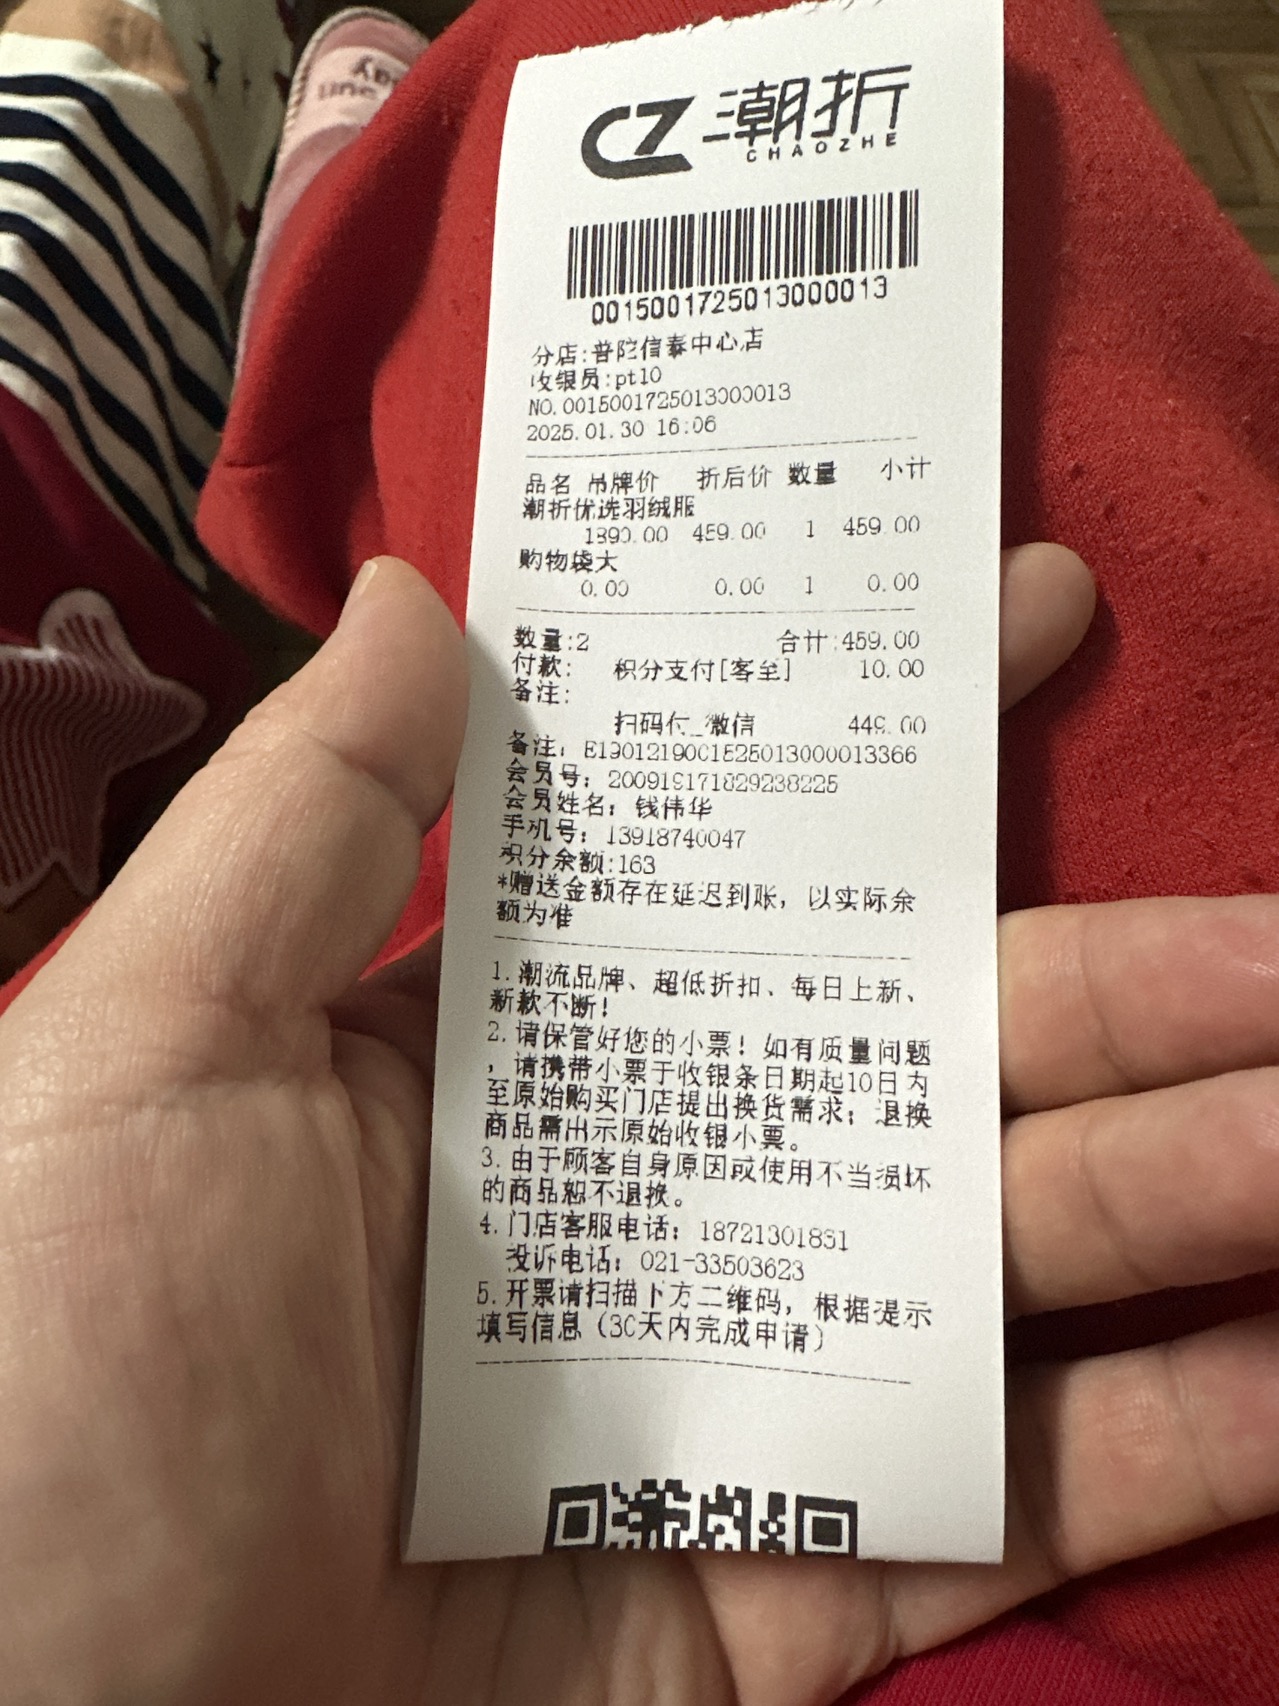 CZ 潮折
CHAOZHE
0015001725013000013
分店:普陀信泰中心店
收银员:pt10
NO.0015001725013000013
2025.01.30 16:06
品名 吊牌价 折后价 数量 小计
潮折优选羽绒服
1890.00 459.00 1 459.00
购物袋大
0.00 0.00 1 0.00
数量:2 合计:459.00
付款: 积分支付[客至] 10.00
备注:
扫码付_微信 449.00
备注: E1901219001525013000013366
会员号: 200919171829238225
会员姓名: 钱伟华
手机号: 13918740047
积分余额:163
*赠送金额存在延迟到账，以实际余
额为准
1.潮流品牌、超低折扣、每日上新、
新款不断!
2.请保管好您的小票! 如有质量问题
，请携带小票于收银条日期起10日内
至原始购买门店提出换货需求; 退换
商品需出示原始收银小票。
3.由于顾客自身原因或使用不当损坏
的商品恕不退换。
4.门店客服电话: 18721301831
投诉电话: 021-33503623
5.开票请扫描下方二维码，根据提示
填写信息（30天内完成申请）